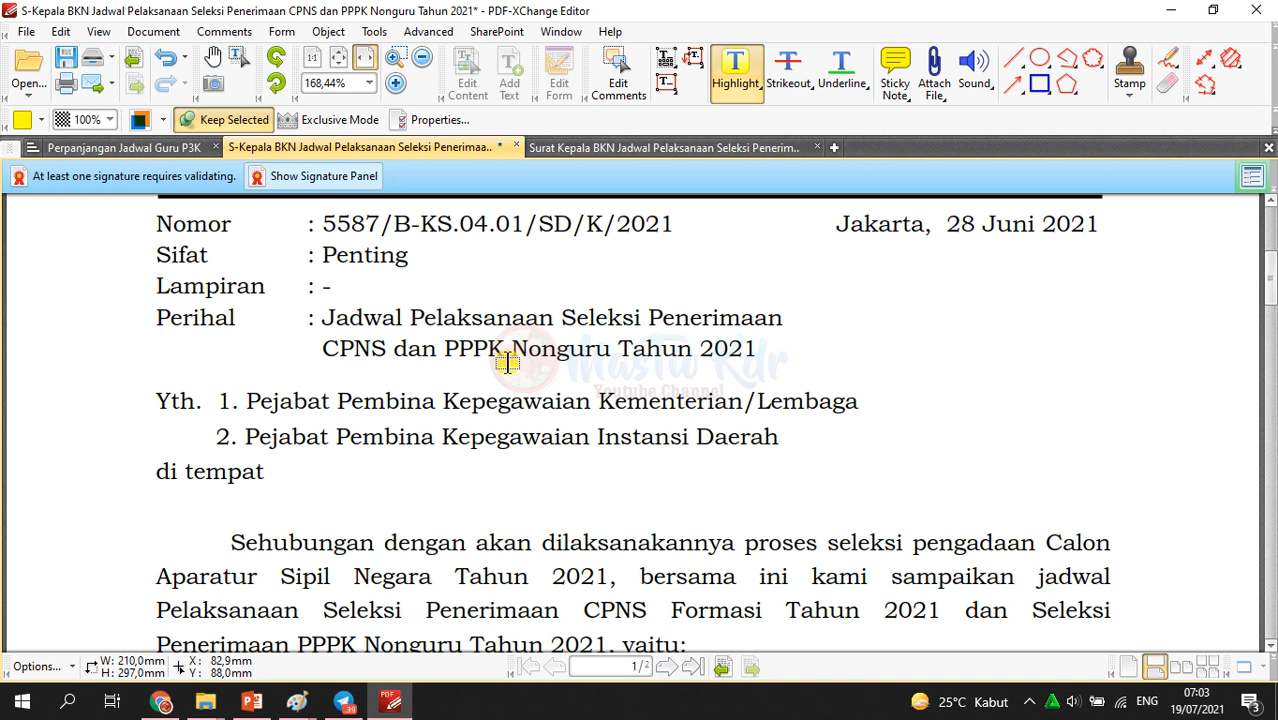 S-Kepala BKN Jadwal Pelaksanaan Seleksi Penerimaan CPNS dan PPPK Nonguru Tahun 2021* - PDF-XChange Editor
File Edit View Document Comments Form Object Tools Advanced SharePoint Window Help
Open...
168,44%
Edit Content
Add Text
Edit Form
Edit Comments
Highlight
Strikeout
Underline
Sticky Note
Attach File
Sound
Stamp
100%
Keep Selected
Exclusive Mode
Properties...
Perpanjangan Jadwal Guru P3K
S-Kepala BKN Jadwal Pelaksanaan Seleksi Penerimaa.. *
Surat Kepala BKN Jadwal Pelaksanaan Seleksi Penerim..
At least one signature requires validating.
Show Signature Panel
Nomor : 5587/B-KS.04.01/SD/K/2021 Jakarta, 28 Juni 2021
Sifat : Penting
Lampiran : -
Perihal : Jadwal Pelaksanaan Seleksi Penerimaan
CPNS dan PPPK Nonguru Tahun 2021
MasTW Kdr
Youtube Channel
Yth. 1. Pejabat Pembina Kepegawaian Kementerian/Lembaga
2. Pejabat Pembina Kepegawaian Instansi Daerah
di tempat
Sehubungan dengan akan dilaksanakannya proses seleksi pengadaan Calon
Aparatur Sipil Negara Tahun 2021, bersama ini kami sampaikan jadwal
Pelaksanaan Seleksi Penerimaan CPNS Formasi Tahun 2021 dan Seleksi
Penerimaan PPPK Nonguru Tahun 2021, yaitu:
Options...
W: 210,0mm
H: 297,0mm
X: 82,9mm
Y: 88,0mm
1/2
25°C Kabut
ENG
07:03
19/07/2021